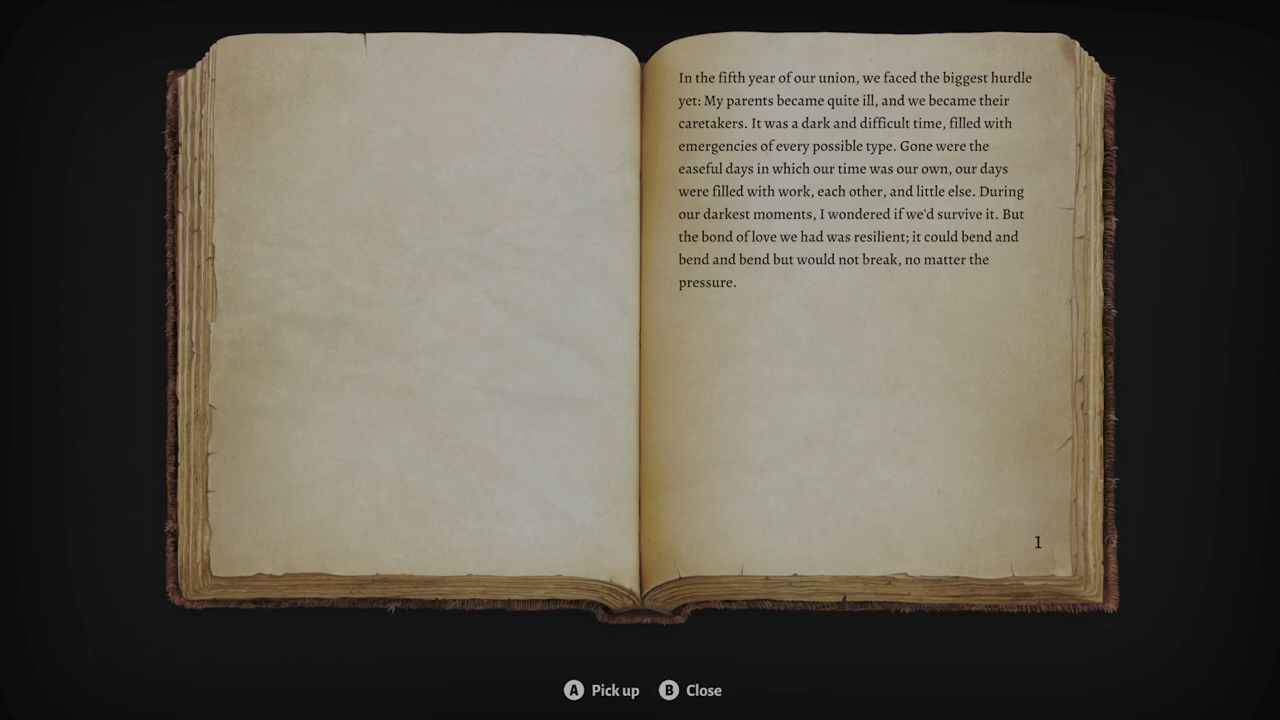 In the fifth year of our union, we faced the biggest hurdle
yet: My parents became quite ill, and we became their
caretakers. It was a dark and difficult time, filled with
emergencies of every possible type. Gone were the
easeful days in which our time was our own, our days
were filled with work, each other, and little else. During
our darkest moments, I wondered if we'd survive it. But
the bond of love we had was resilient; it could bend and
bend and bend but would not break, no matter the
pressure.
1
A Pick up B Close